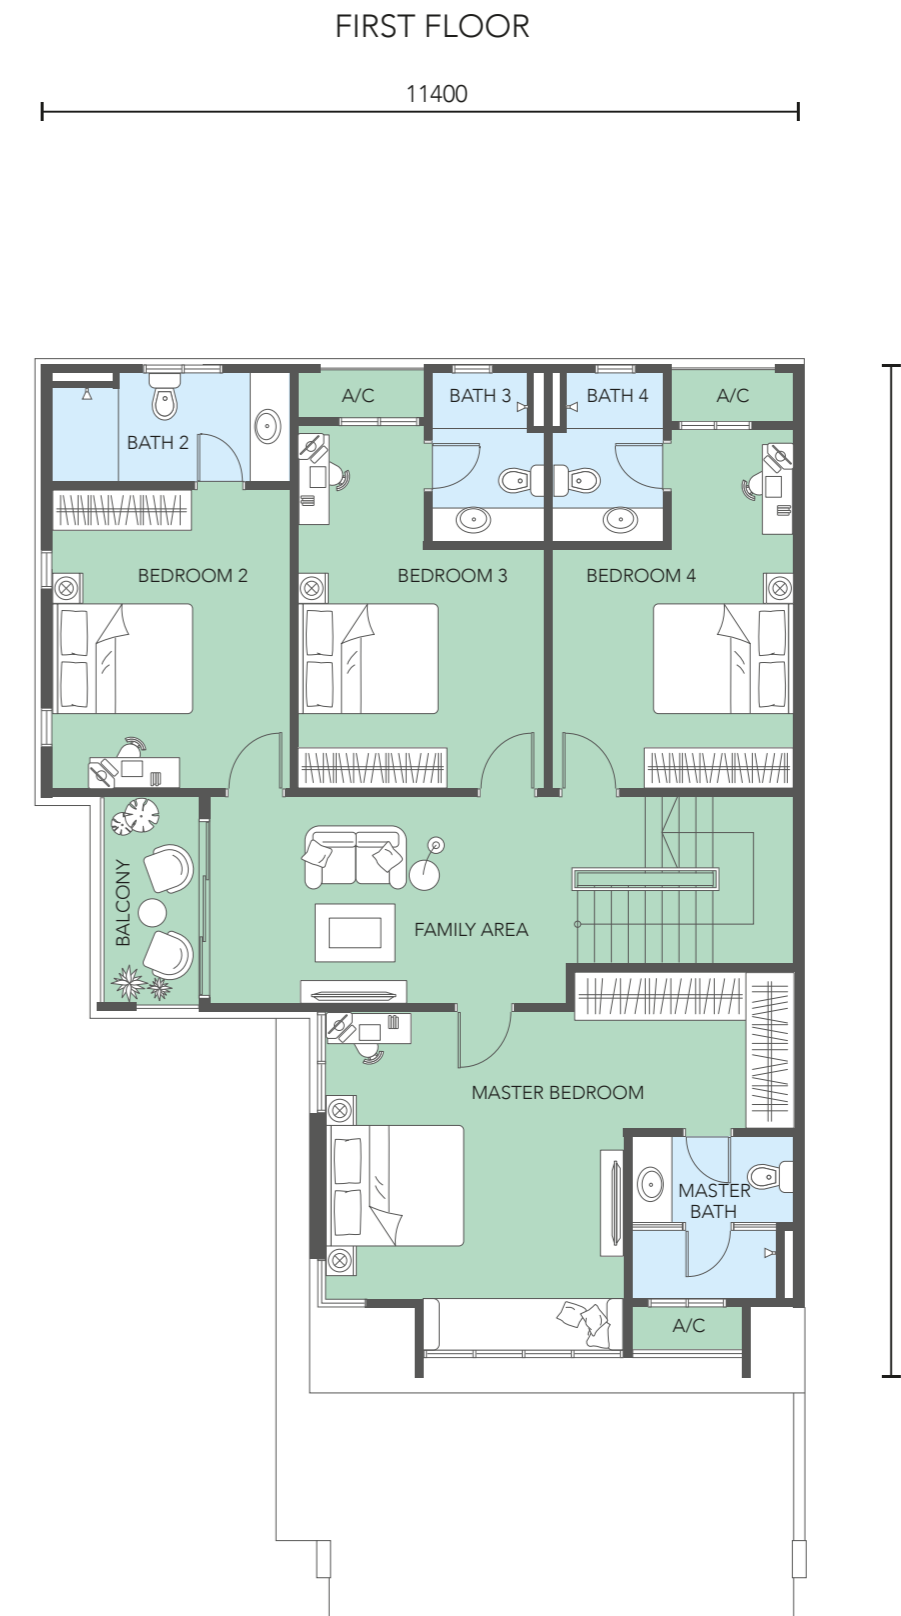 FIRST FLOOR
11400
A/C
BATH 3
BATH 4
A/C
BATH 2
BEDROOM 2
BEDROOM 3
BEDROOM 4
BALCONY
FAMILY AREA
MASTER BEDROOM
MASTER
BATH
A/C